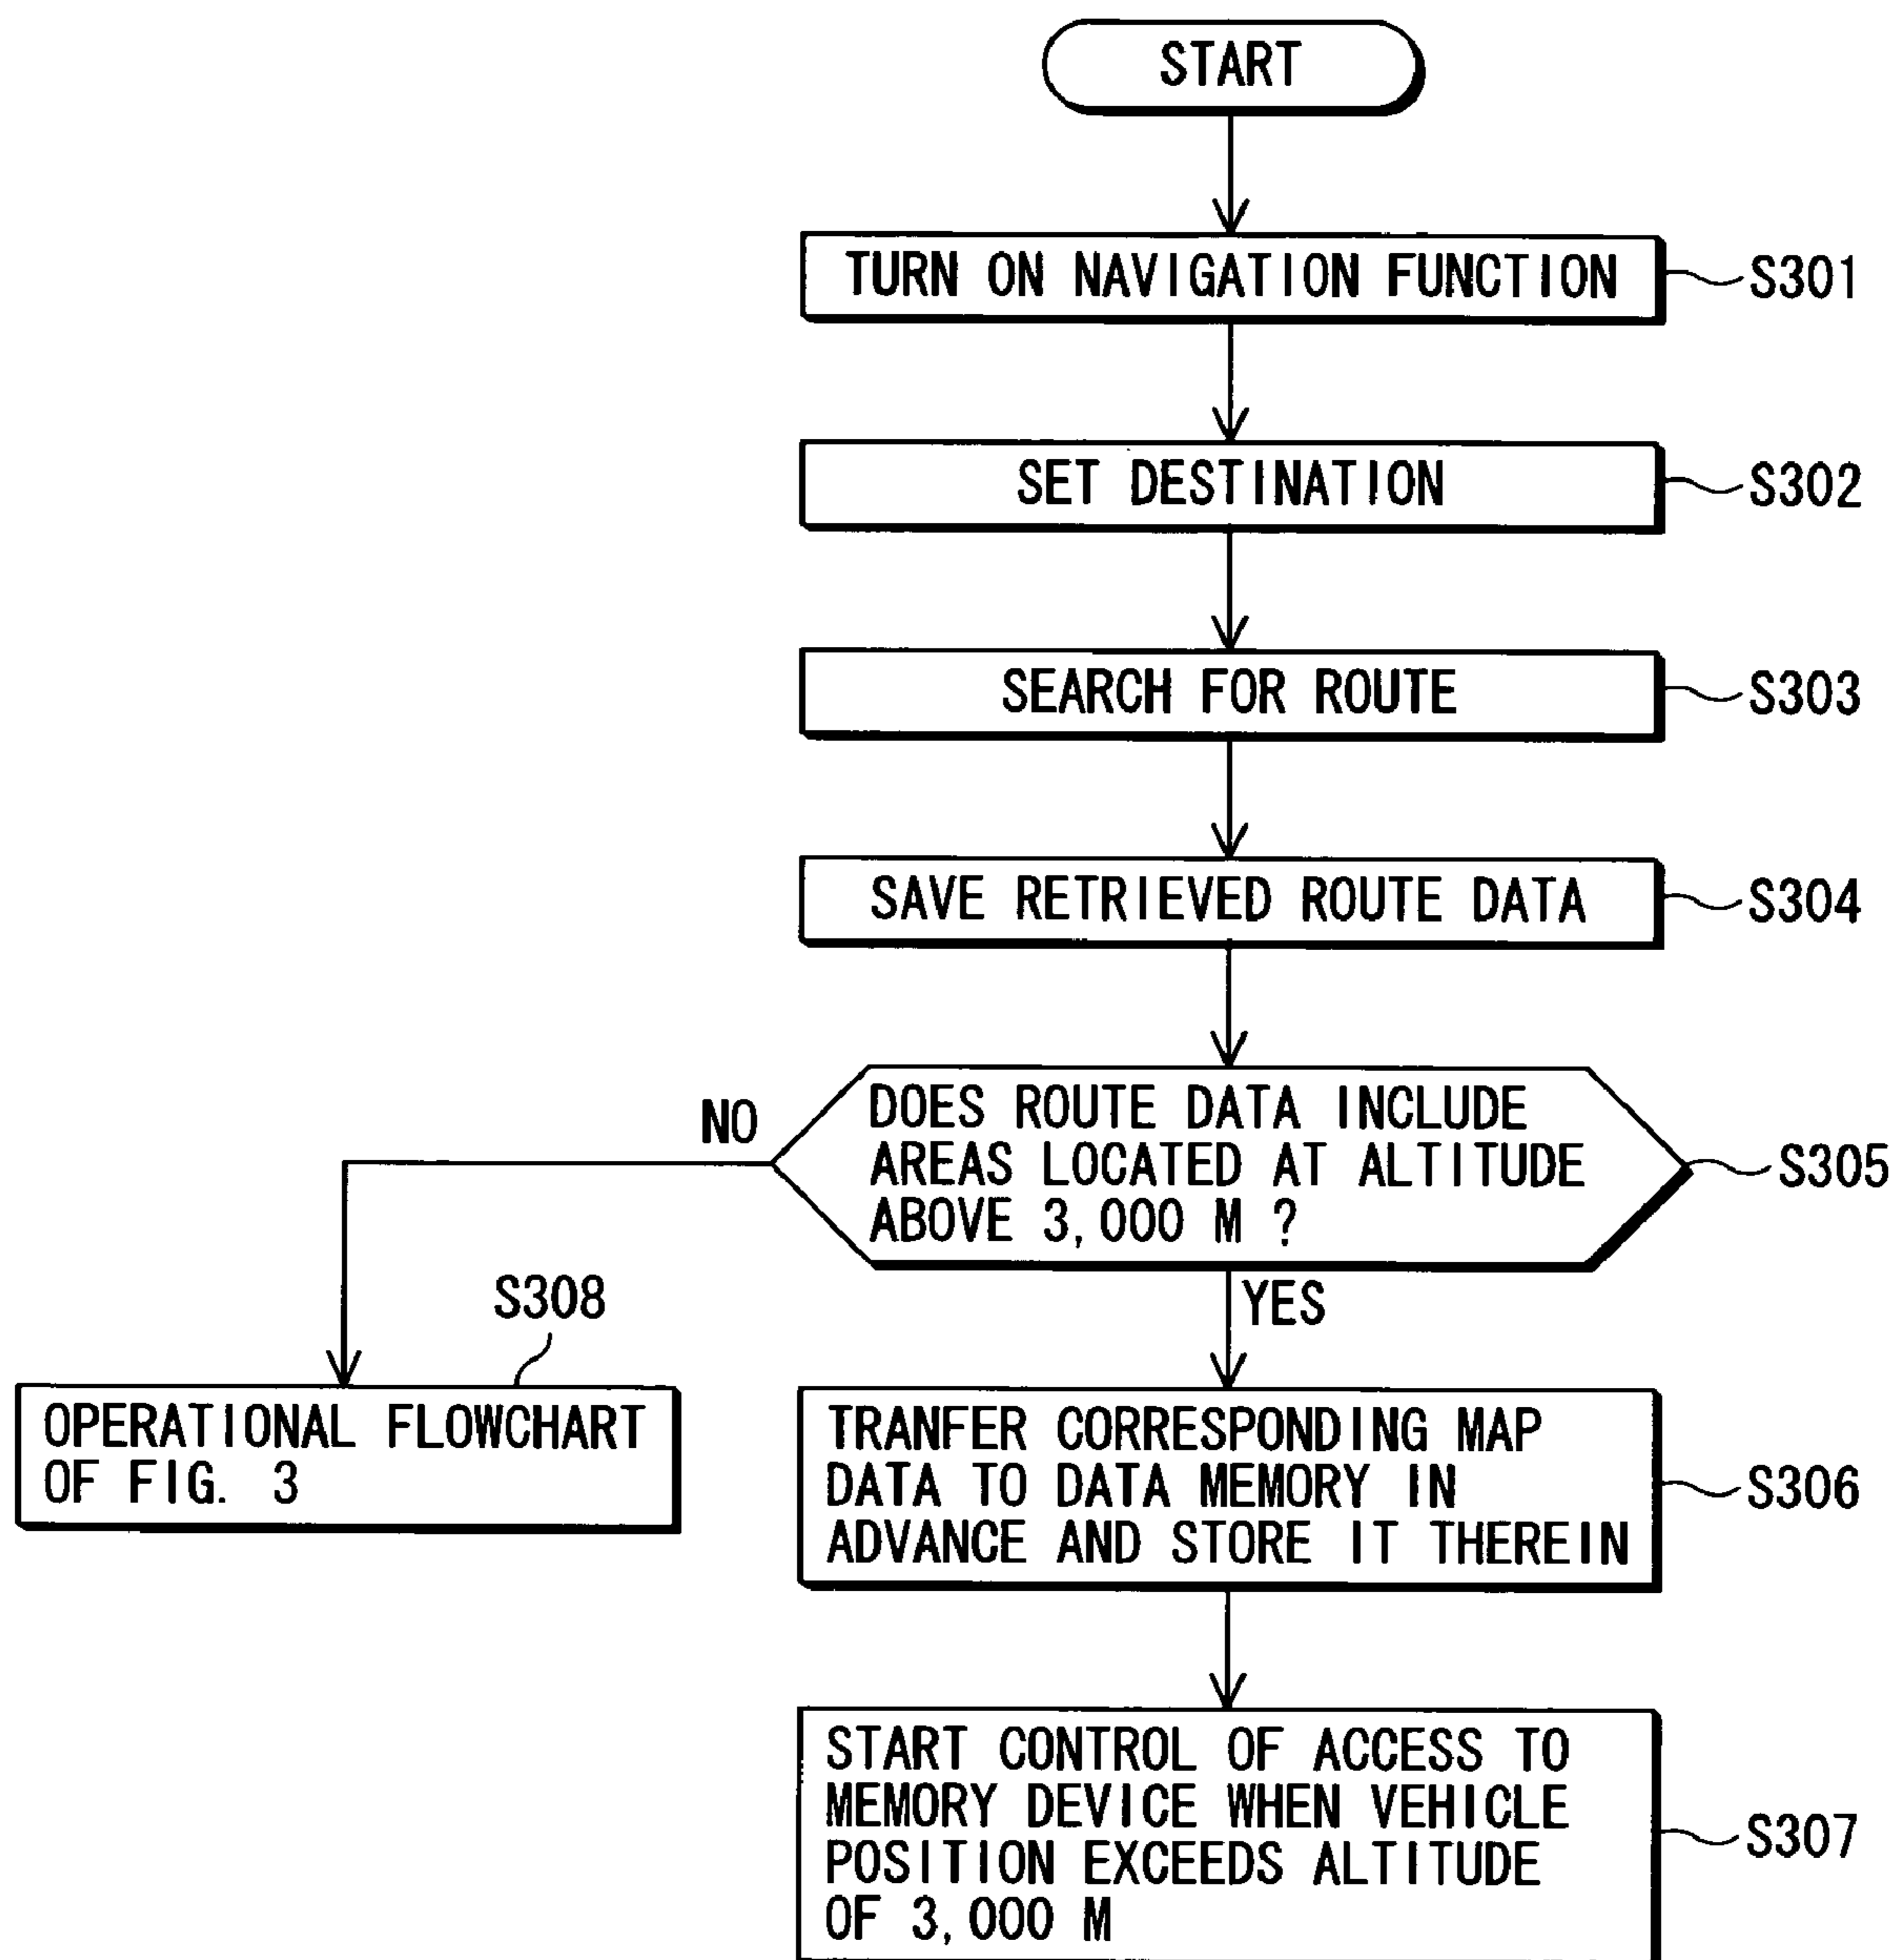 START
TURN ON NAVIGATION FUNCTION
S301
SET DESTINATION
S302
SEARCH FOR ROUTE
S303
SAVE RETRIEVED ROUTE DATA
S304
DOES ROUTE DATA INCLUDE
AREAS LOCATED AT ALTITUDE
ABOVE 3,000 M ?
S305
NO
YES
S308
OPERATIONAL FLOWCHART
OF FIG. 3
TRANFER CORRESPONDING MAP
DATA TO DATA MEMORY IN
ADVANCE AND STORE IT THEREIN
S306
START CONTROL OF ACCESS TO
MEMORY DEVICE WHEN VEHICLE
POSITION EXCEEDS ALTITUDE
OF 3,000 M
S307